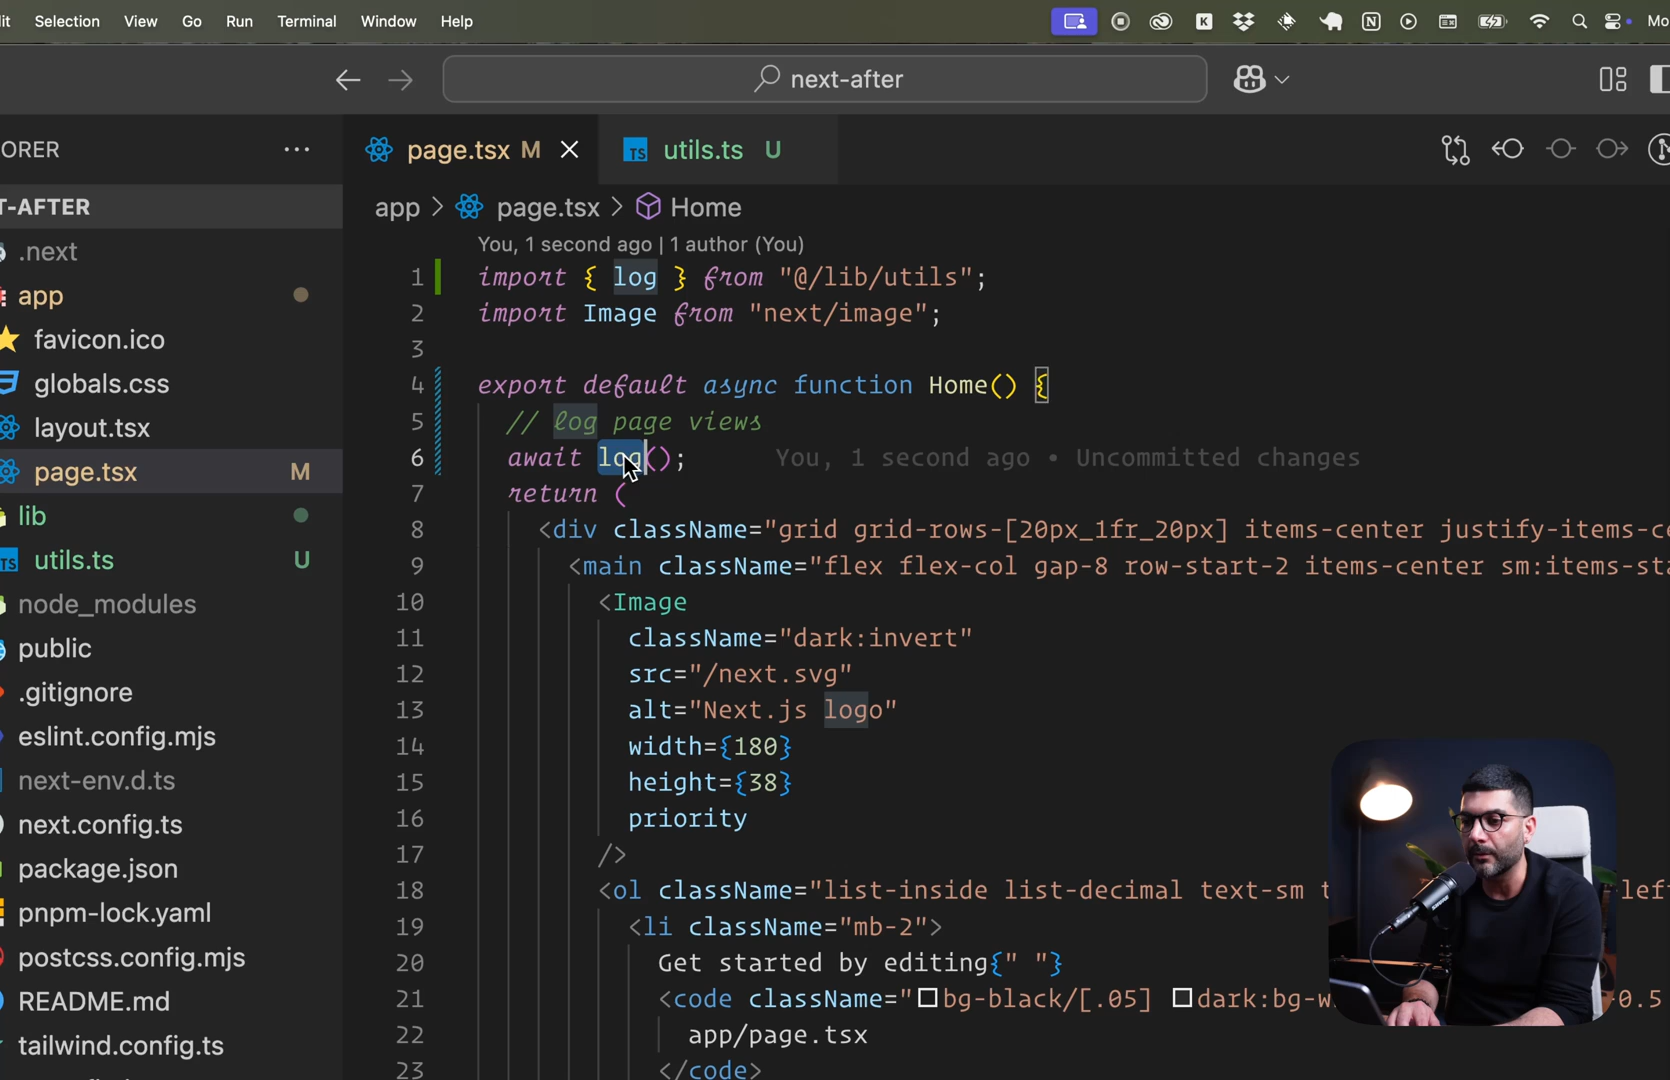 it Selection View Go Run Terminal Window Help Mo
next-after
ORER ...
page.tsx M
utils.ts U
T-AFTER
.next
app
favicon.ico
globals.css
layout.tsx
page.tsx M
lib
utils.ts U
node_modules
public
.gitignore
eslint.config.mjs
next-env.d.ts
next.config.ts
package.json
pnpm-lock.yaml
postcss.config.mjs
README.md
tailwind.config.ts
app > page.tsx > Home
You, 1 second ago | 1 author (You)
1 import { log } from "@/lib/utils";
2 import Image from "next/image";
3
4 export default async function Home() {
5 // log page views
6 await log(); You, 1 second ago • Uncommitted changes
7 return (
8 <div className="grid grid-rows-[20px_1fr_20px] items-center justify-items-ce
9 <main className="flex flex-col gap-8 row-start-2 items-center sm:items-sta
10 <Image
11 className="dark:invert"
12 src="/next.svg"
13 alt="Next.js logo"
14 width={180}
15 height={38}
16 priority
17 />
18 <ol className="list-inside list-decimal text-sm t left
19 <li className="mb-2">
20 Get started by editing{" "}
21 <code className="bg-black/[.05] dark:bg-w 0.5
22 app/page.tsx
23 </code>